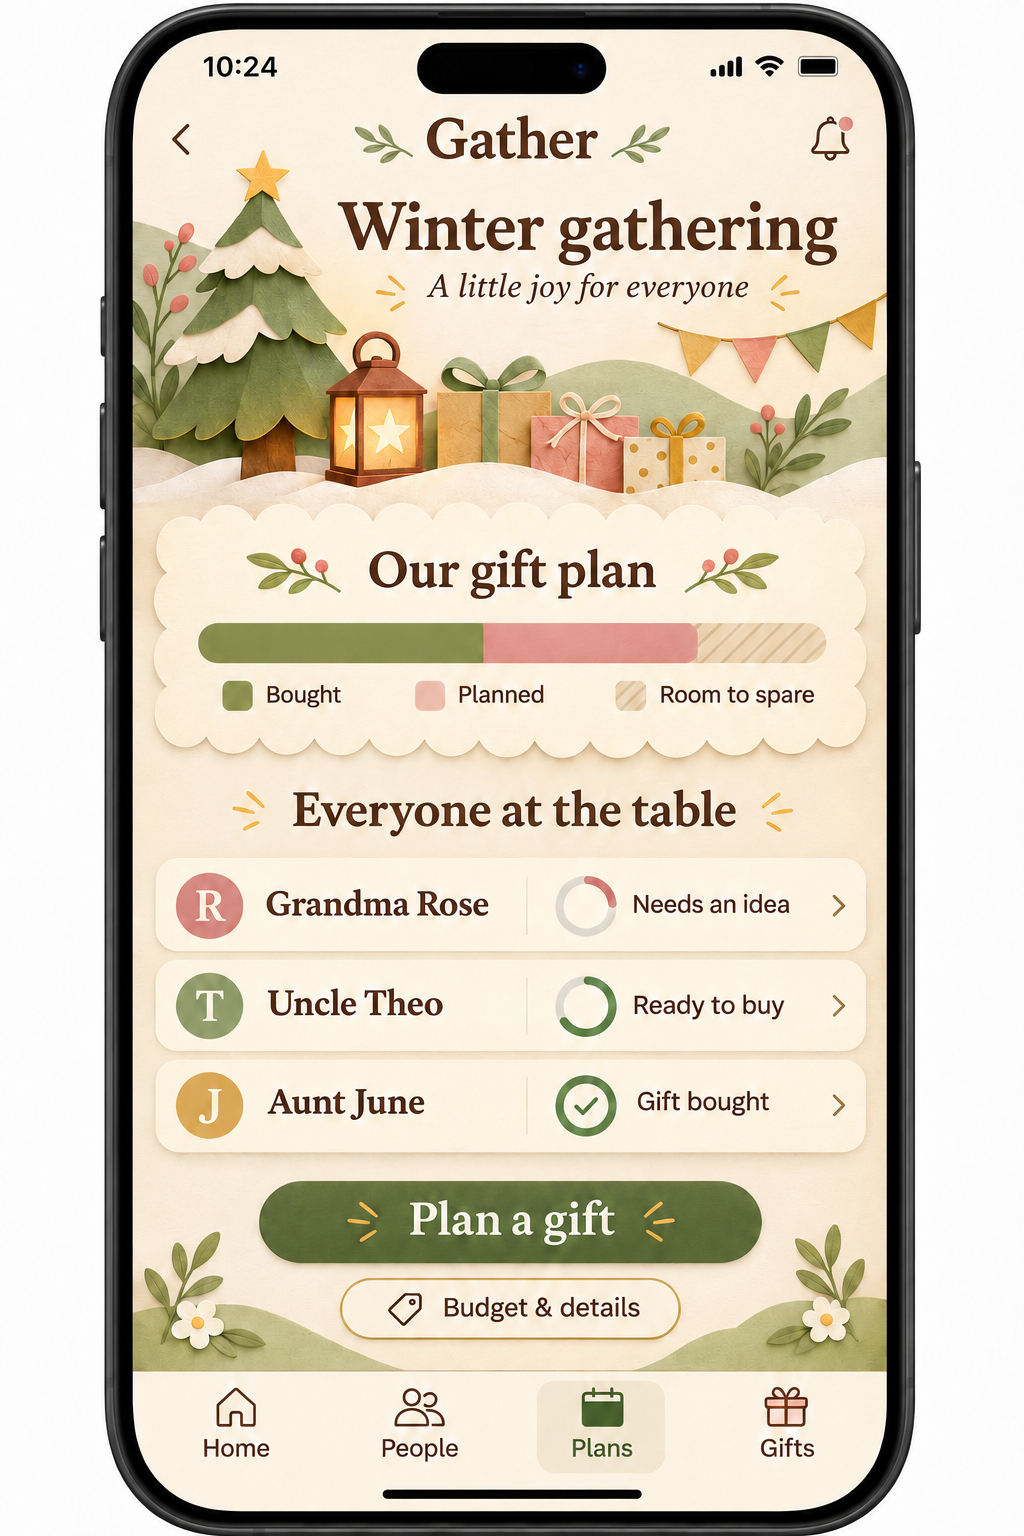 10:24
Gather
Winter gathering
A little joy for everyone
Our gift plan
Bought
Planned
Room to spare
Everyone at the table
R
Grandma Rose
Needs an idea
T
Uncle Theo
Ready to buy
J
Aunt June
Gift bought
Plan a gift
Budget & details
Home
People
Plans
Gifts